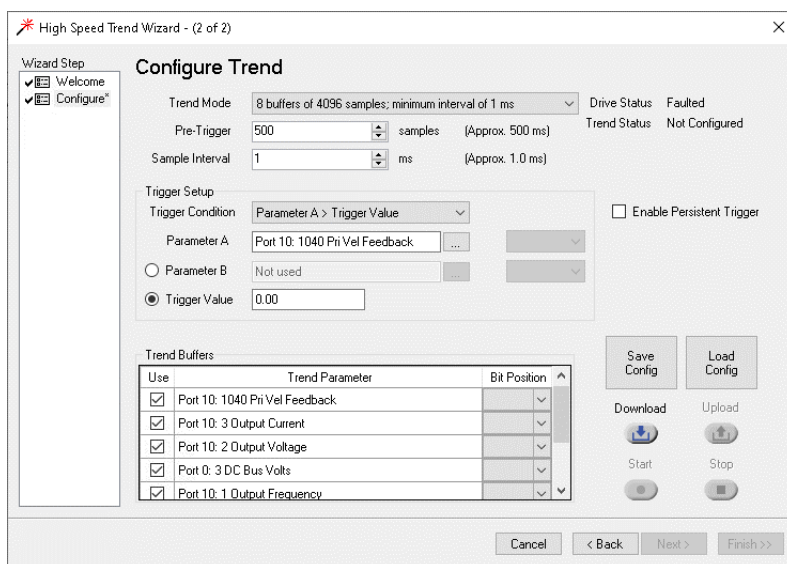 High Speed Trend Wizard - (2 of 2)
Wizard Step
Welcome
Configure*
Configure Trend
Trend Mode 8 buffers of 4096 samples; minimum interval of 1 ms Drive Status Faulted
Pre-Trigger 500 samples (Approx. 500 ms) Trend Status Not Configured
Sample Interval 1 ms (Approx. 1.0 ms)
Trigger Setup
Trigger Condition Parameter A > Trigger Value Enable Persistent Trigger
Parameter A Port 10: 1040 Pri Vel Feedback ...
Parameter B Not used ...
Trigger Value 0.00
Trend Buffers
Use Trend Parameter Bit Position
Port 10: 1040 Pri Vel Feedback
Port 10: 3 Output Current
Port 10: 2 Output Voltage
Port 0: 3 DC Bus Volts
Port 10: 1 Output Frequency
Save Config
Load Config
Download Upload
Start Stop
Cancel < Back Next > Finish >>